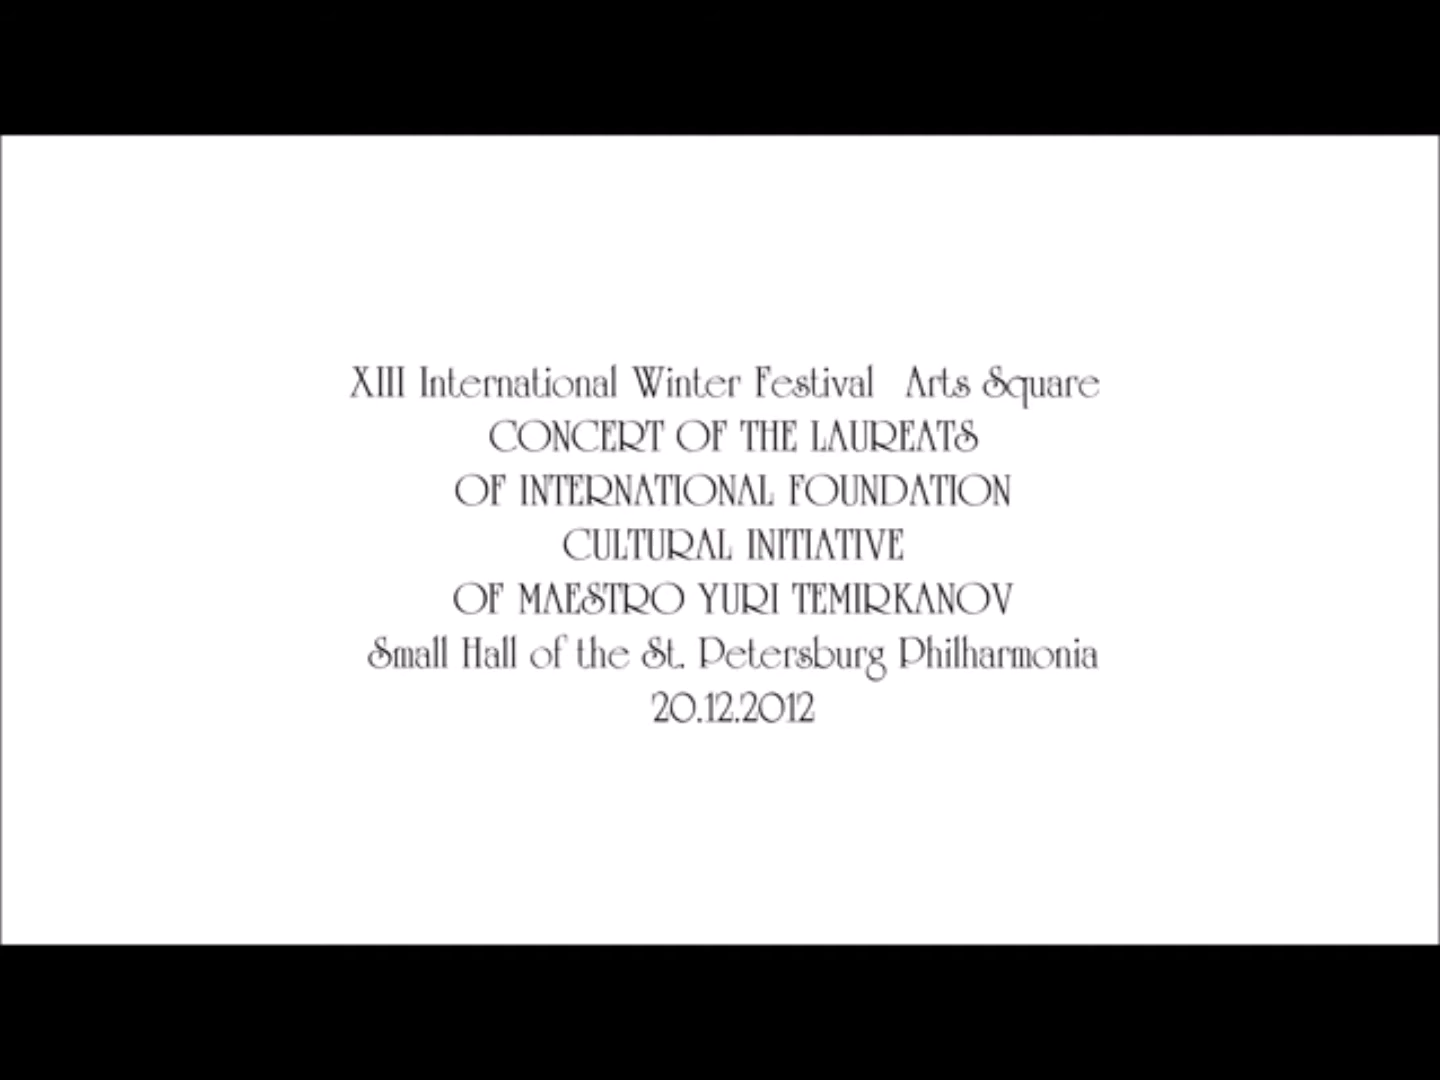 XIII International Winter Festival Arts Square
CONCERT OF THE LAUREATS
OF INTERNATIONAL FOUNDATION
CULTURAL INITIATIVE
OF MAESTRO YURI TEMIRKANOV
Small Hall of the St. Petersburg Philharmonia
20.12.2012